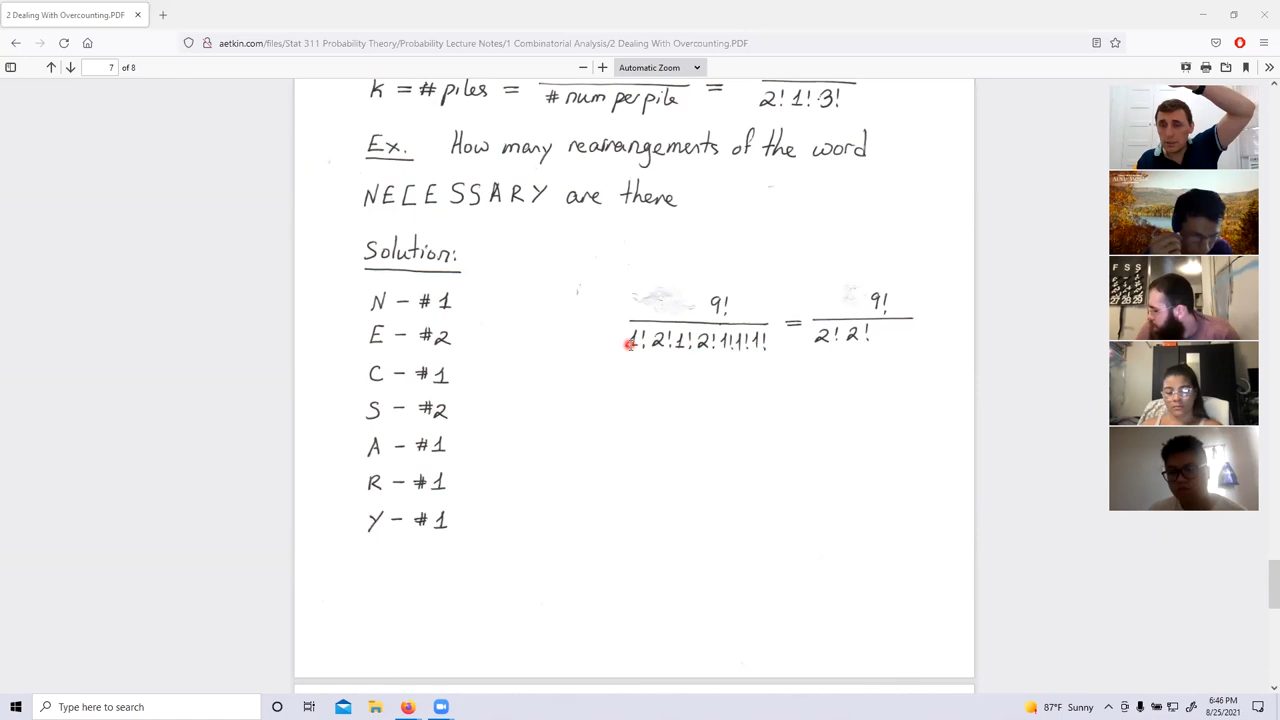 2 Dealing With Overcounting.PDF
aetkin.com/files/Stat 311 Probability Theory/Probability Lecture Notes/1 Combinatorial Analysis/2 Dealing With Overcounting.PDF
7 of 8
Automatic Zoom
k = # piles = / # num per pile = / 2! 1! 3!
Ex. How many rearrangements of the word
NECESSARY are there
Solution:
N - #1
E - #2
C - #1
S - #2
A - #1
R - #1
Y - #1
9! / 1! 2! 1! 2! 1! 1! 1! = 9! / 2! 2!
F S S
Type here to search
87°F Sunny
6:46 PM
8/25/2021